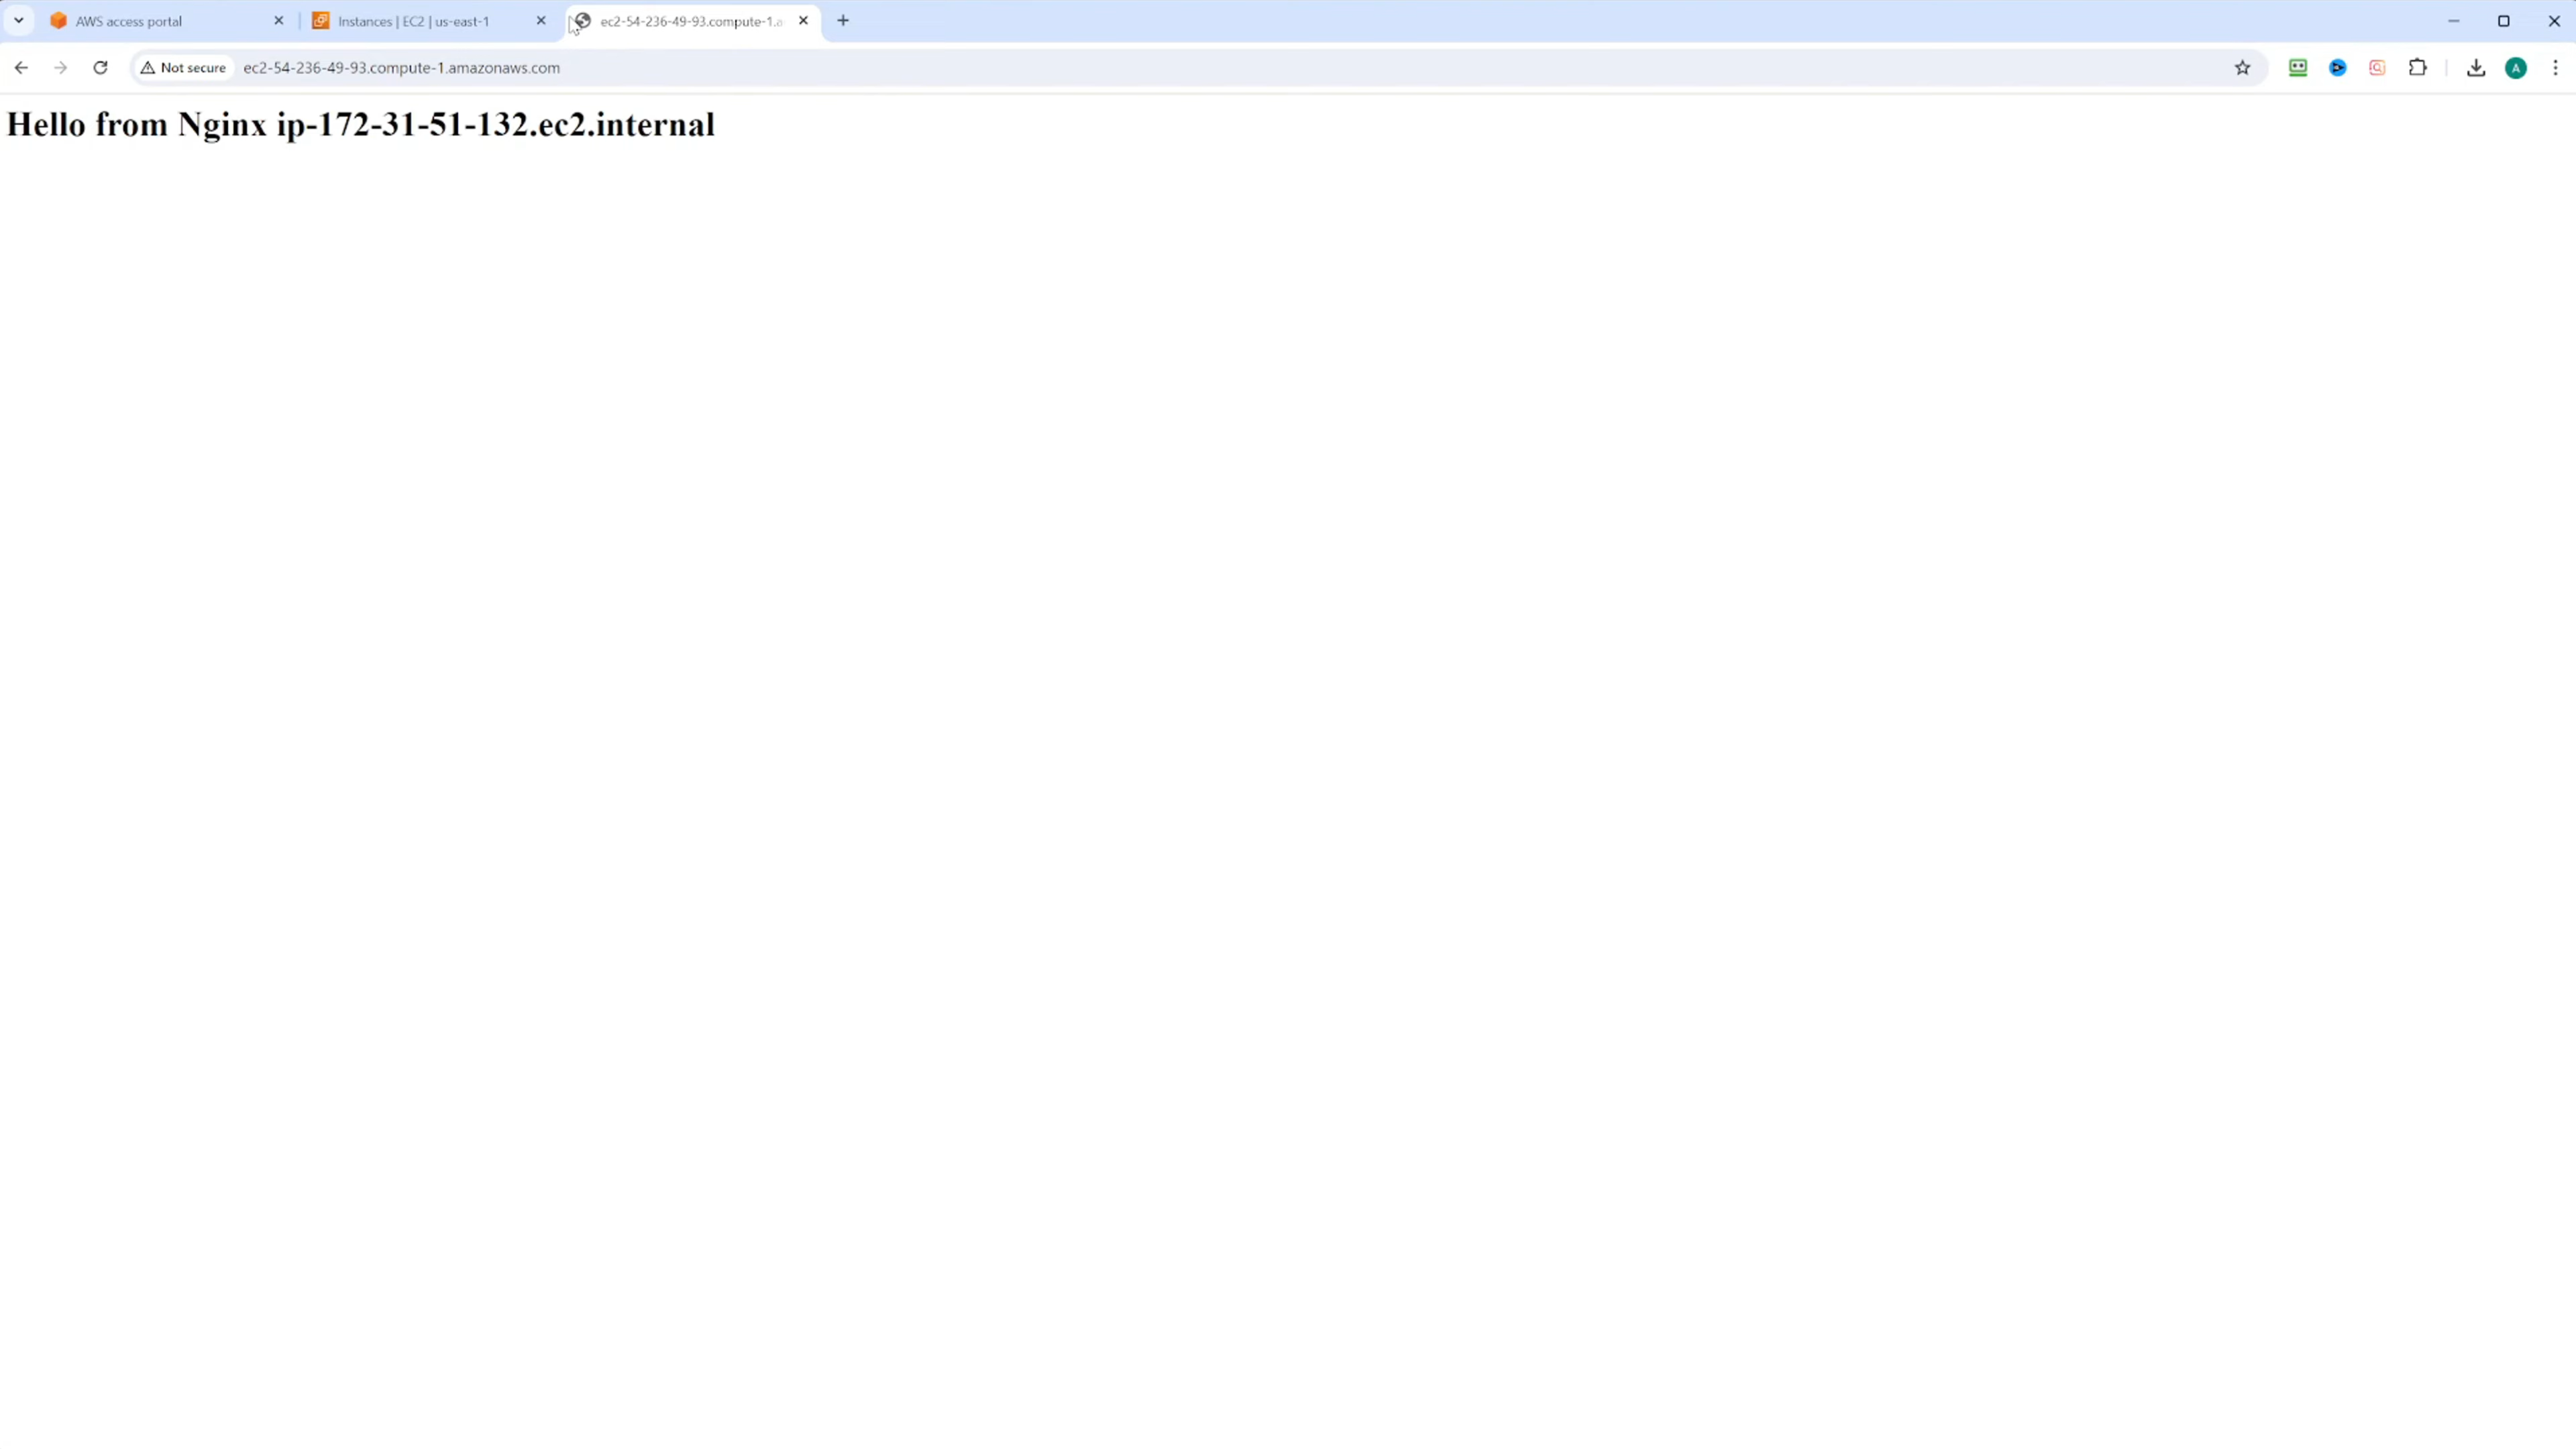 AWS access portal
Instances | EC2 | us-east-1
ec2-54-236-49-93.compute-1.a
Not secure
ec2-54-236-49-93.compute-1.amazonaws.com
A
Hello from Nginx ip-172-31-51-132.ec2.internal